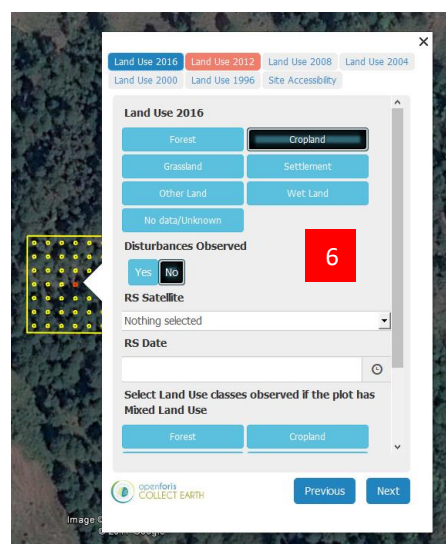 ×
Land Use 2016 Land Use 2012 Land Use 2008 Land Use 2004
Land Use 2000 Land Use 1996 Site Accessibility
Land Use 2016
Forest Cropland
Grassland Settlement
Other Land Wet Land
No data/Unknown
Disturbances Observed
6
Yes No
RS Satellite
Nothing selected
RS Date
Select Land Use classes observed if the plot has
Mixed Land Use
Forest Cropland
openforis
COLLECT EARTH
Previous Next
Image ©
Google